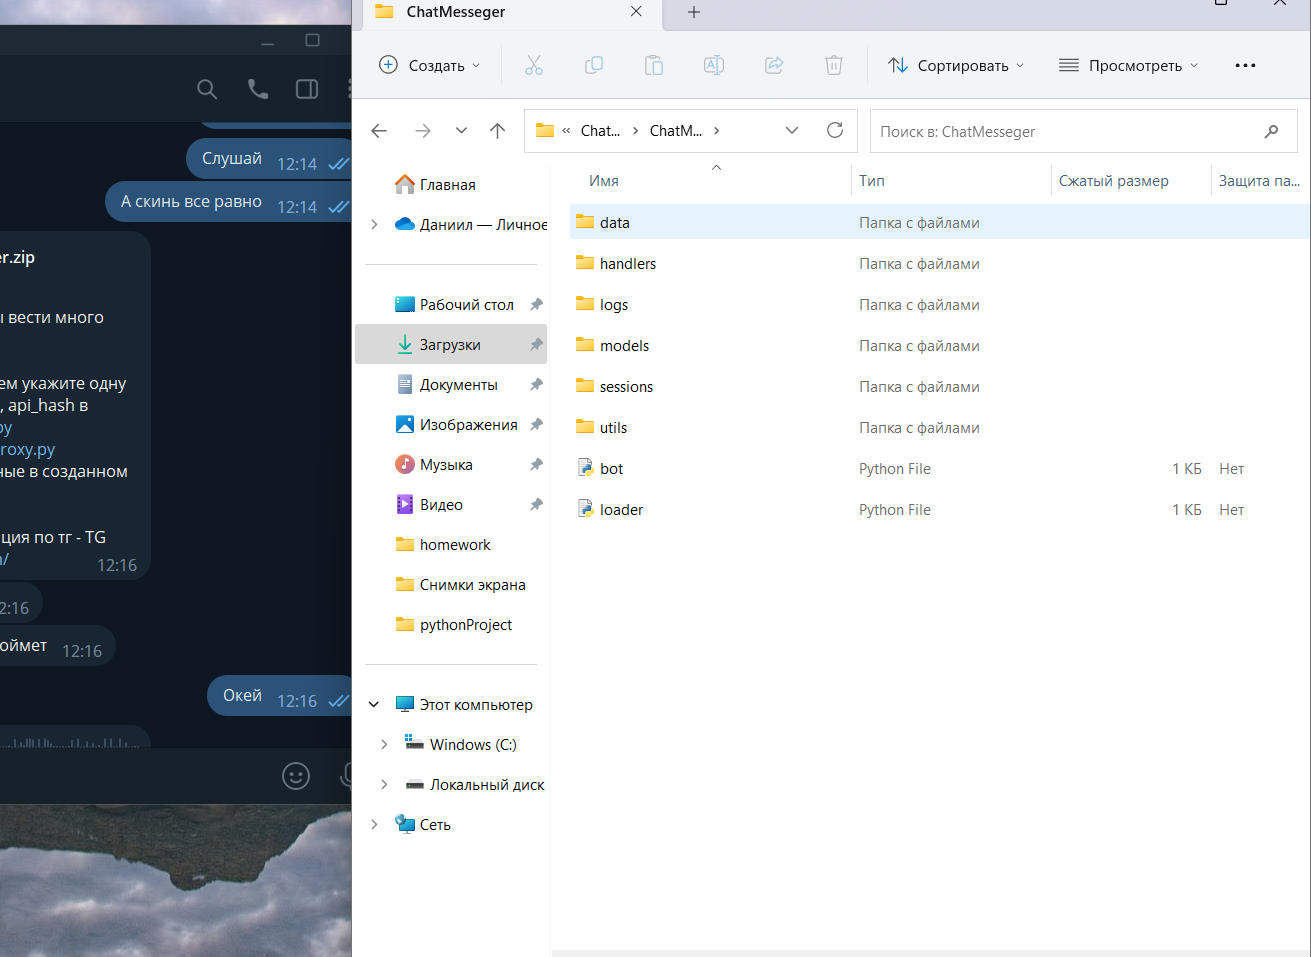 ChatMesseger
Создать
Сортировать
Просмотреть
Chat...
ChatM...
Поиск в: ChatMesseger
Слушай 12:14
А скинь все равно 12:14
er.zip
ы вести много
ем укажите одну
, api_hash в
py
roxy.py
ные в созданном
ция по тг - TG
/
12:16
2:16
оймет 12:16
Окей 12:16
Главная
Даниил — Личное
Рабочий стол
Загрузки
Документы
Изображения
Музыка
Видео
homework
Снимки экрана
pythonProject
Этот компьютер
Windows (C:)
Локальный диск
Сеть
Имя Тип Сжатый размер Защита па...
data Папка с файлами
handlers Папка с файлами
logs Папка с файлами
models Папка с файлами
sessions Папка с файлами
utils Папка с файлами
bot Python File 1 КБ Нет
loader Python File 1 КБ Нет